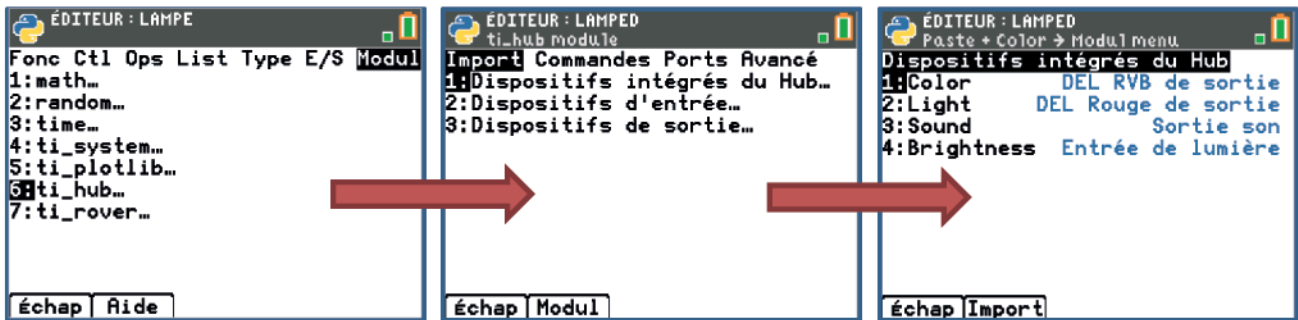 ÉDITEUR : LAMPE
Fonc Ctl Ops List Type E/S Modul
1:math…
2:random…
3:time…
4:ti_system…
5:ti_plotlib…
6:ti_hub…
7:ti_rover…
Échap Aide
ÉDITEUR : LAMPED
ti_hub module
Import Commandes Ports Avancé
1:Dispositifs intégrés du Hub…
2:Dispositifs d'entrée…
3:Dispositifs de sortie…
Échap Modul
ÉDITEUR : LAMPED
Paste + Color → Modul menu
Dispositifs intégrés du Hub
1:Color DEL RVB de sortie
2:Light DEL Rouge de sortie
3:Sound Sortie son
4:Brightness Entrée de lumière
Échap Import